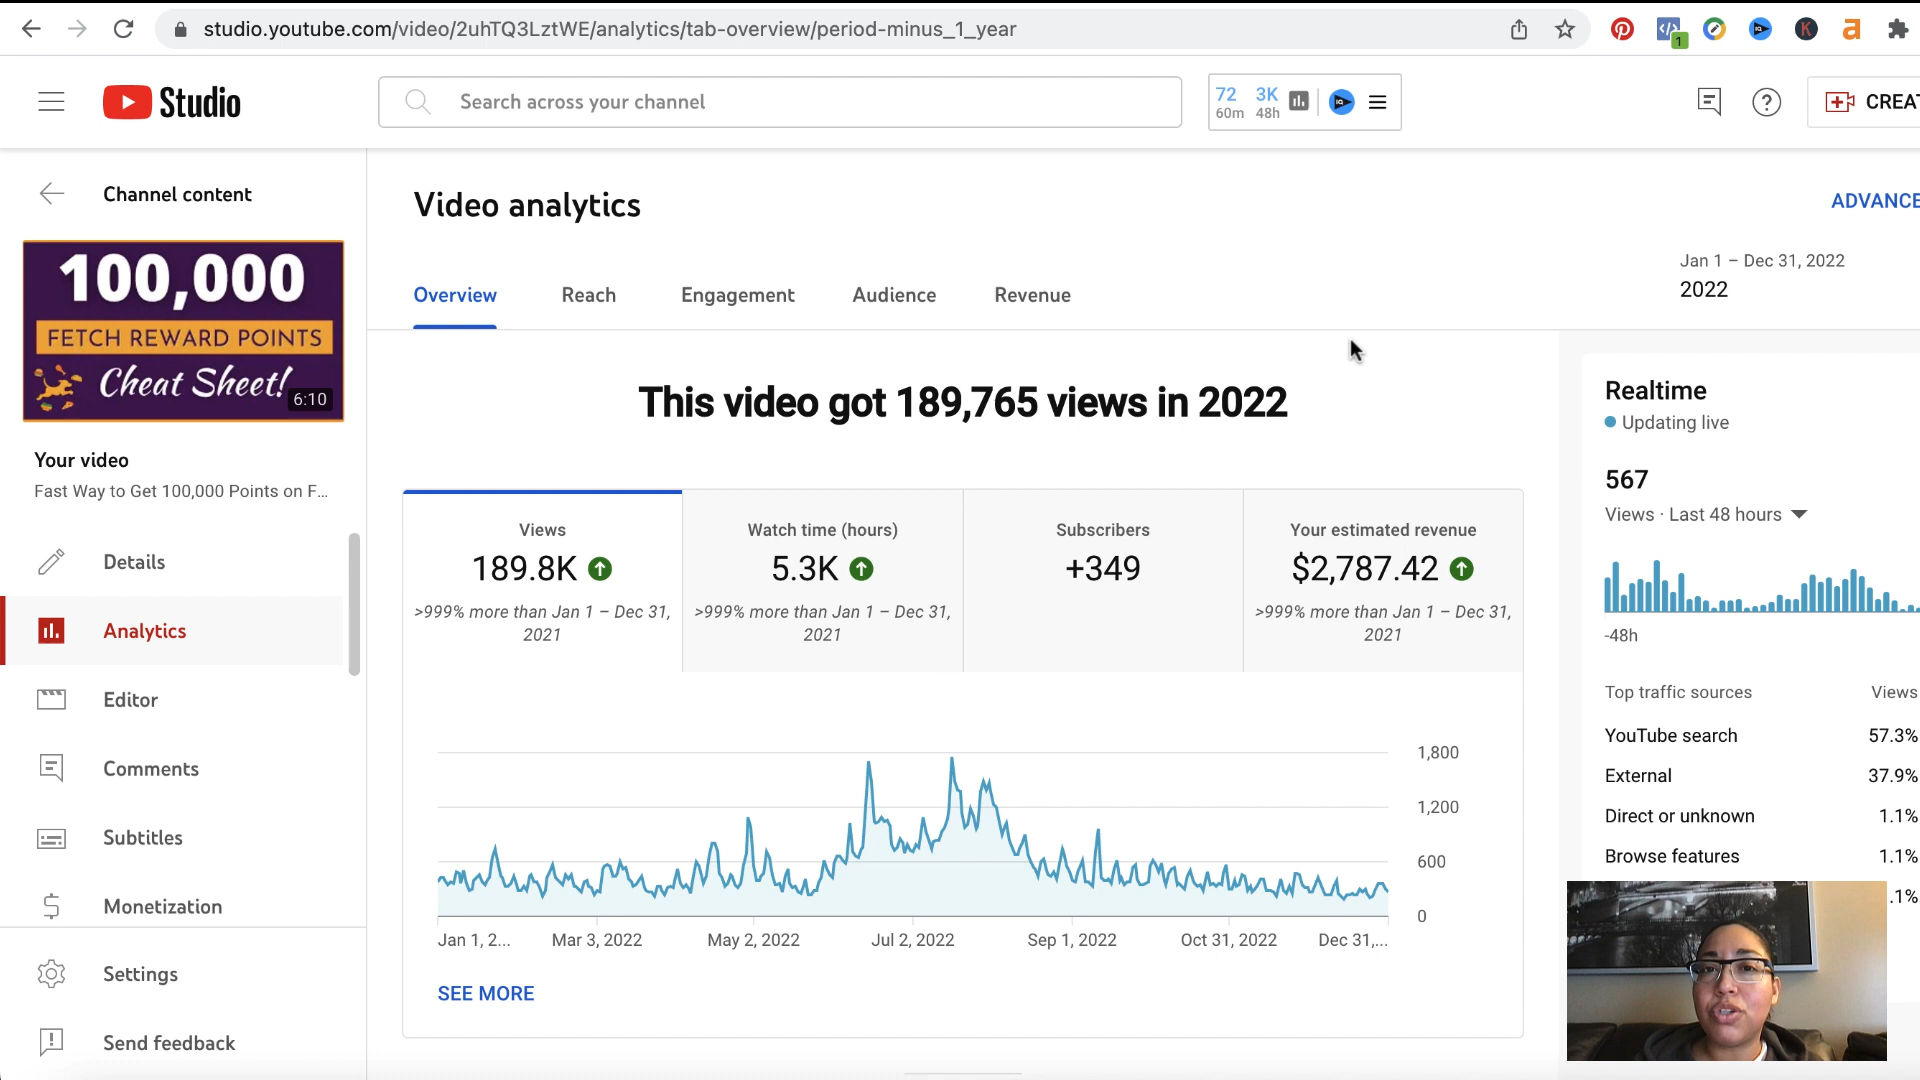 studio.youtube.com/video/2uhTQ3LztWE/analytics/tab-overview/period-minus_1_year
1
Studio
Search across your channel
72 3K
60m 48h
CREAT
Channel content
100,000
FETCH REWARD POINTS
Cheat Sheet!
6:10
Your video
Fast Way to Get 100,000 Points on F...
Details
Analytics
Editor
Comments
Subtitles
Monetization
Settings
Send feedback
Video analytics
ADVANCE
Overview Reach Engagement Audience Revenue
Jan 1 – Dec 31, 2022
2022
This video got 189,765 views in 2022
Views
189.8K
>999% more than Jan 1 – Dec 31,
2021
Watch time (hours)
5.3K
>999% more than Jan 1 – Dec 31,
2021
Subscribers
+349
Your estimated revenue
$2,787.42
>999% more than Jan 1 – Dec 31,
2021
1,800
1,200
600
0
Jan 1, 2... Mar 3, 2022 May 2, 2022 Jul 2, 2022 Sep 1, 2022 Oct 31, 2022 Dec 31,...
SEE MORE
Realtime
Updating live
567
Views · Last 48 hours
-48h
Top traffic sources Views
YouTube search 57.3%
External 37.9%
Direct or unknown 1.1%
Browse features 1.1%
.1%